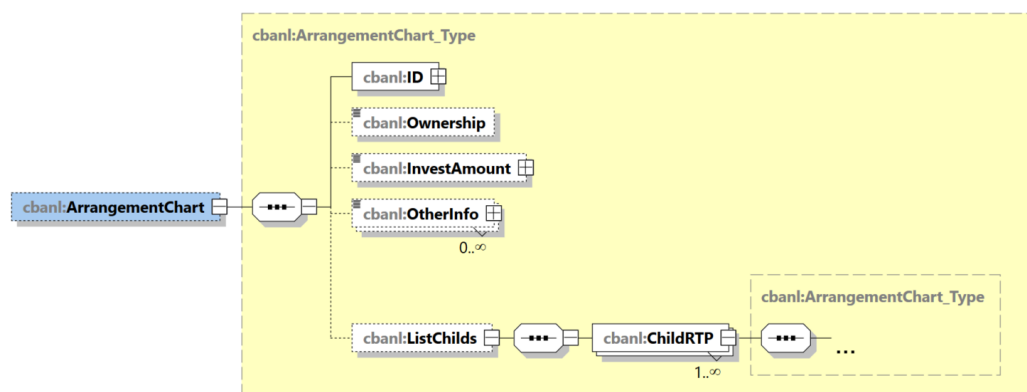 cbanl:ArrangementChart_Type
cbanl:ID
cbanl:Ownership
cbanl:InvestAmount
cbanl:ArrangementChart
cbanl:OtherInfo
0..∞
cbanl:ArrangementChart_Type
cbanl:ListChilds
cbanl:ChildRTP
...
1..∞